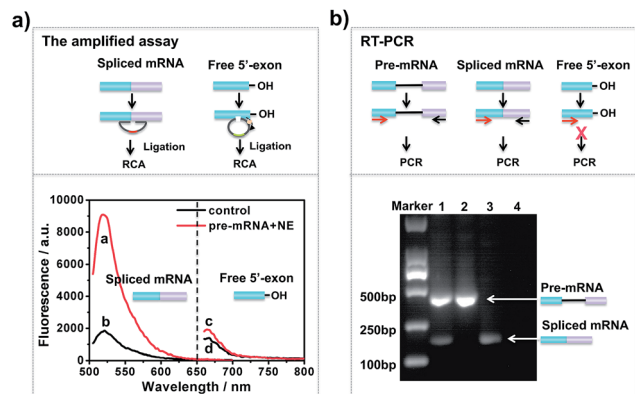 a)
The amplified assay
Spliced mRNA
Free 5'-exon
OH
OH
Ligation
Ligation
RCA
RCA
10000
8000
6000
4000
2000
0
Fluorescence / a.u.
control
pre-mRNA+NE
a
b
c
d
Spliced mRNA
Free 5'-exon
OH
500 550 600 650 700 800
Wavelength / nm
b)
RT-PCR
Pre-mRNA
Spliced mRNA
Free 5'-exon
OH
OH
X
PCR
PCR
PCR
Marker 1 2 3 4
500bp
250bp
100bp
Pre-mRNA
Spliced mRNA